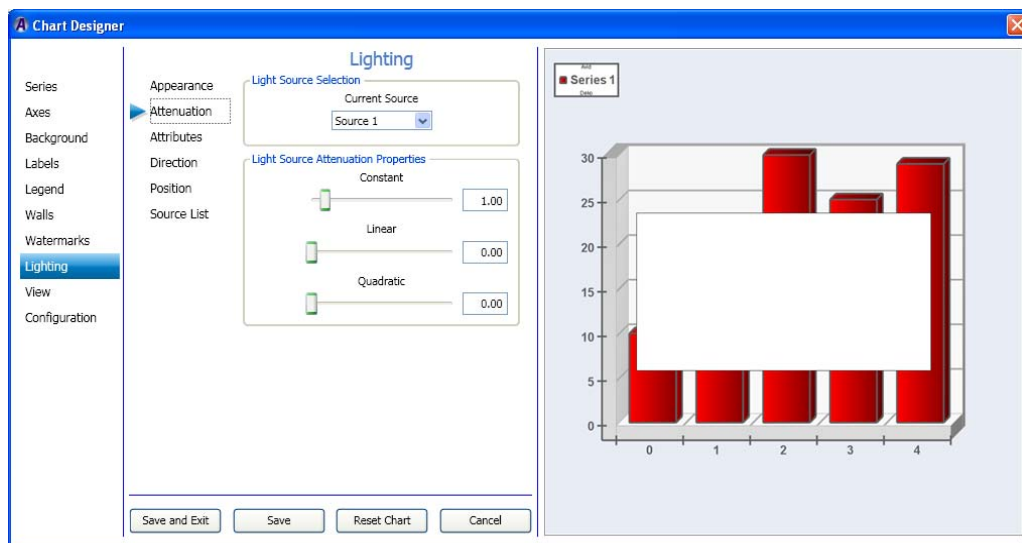 Chart Designer
Series
Axes
Background
Labels
Legend
Walls
Watermarks
Lighting
View
Configuration
Appearance
Attenuation
Attributes
Direction
Position
Source List
Lighting
Light Source Selection
Current Source
Source 1
Light Source Attenuation Properties
Constant
1.00
Linear
0.00
Quadratic
0.00
Save and Exit
Save
Reset Chart
Cancel
Series 1
30
25
20
15
10
5
0
0 1 2 3 4